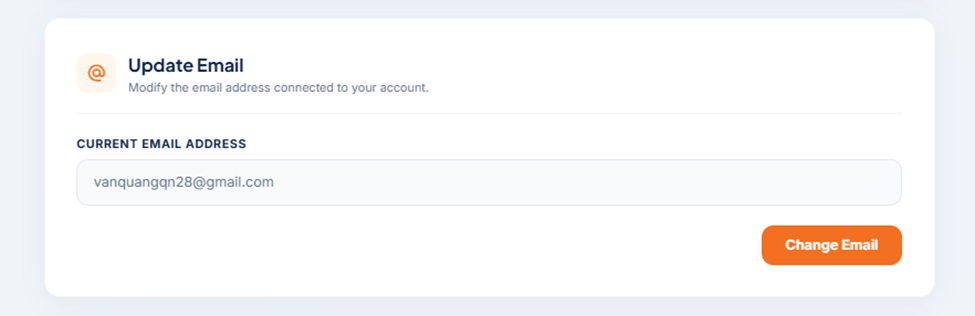 @
Update Email
Modify the email address connected to your account.
CURRENT EMAIL ADDRESS
vanquangqn28@gmail.com
Change Email